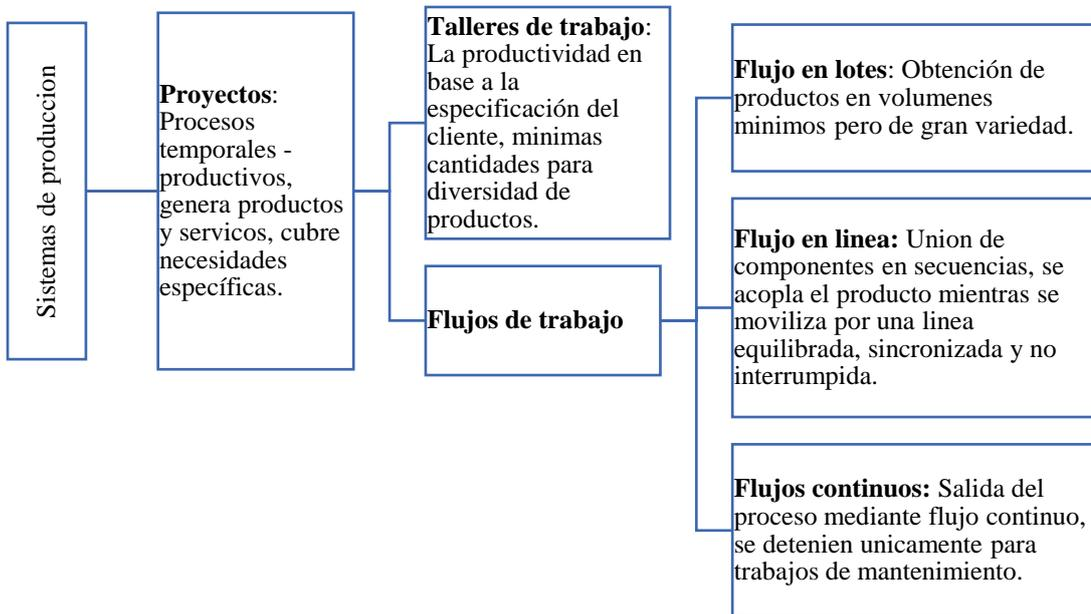 Sistemas de produccion
Proyectos:
Procesos
temporales -
productivos,
genera productos
y servicos, cubre
necesidades
específicas.
Talleres de trabajo:
La productividad en
base a la
especificación del
cliente, minimas
cantidades para
diversidad de
productos.
Flujos de trabajo
Flujo en lotes: Obtención de
productos en volumenes
minimos pero de gran variedad.
Flujo en linea: Union de
componentes en secuencias, se
acopla el producto mientras se
moviliza por una linea
equilibrada, sincronizada y no
interrumpida.
Flujos continuos: Salida del
proceso mediante flujo continuo,
se detenien unicamente para
trabajos de mantenimiento.